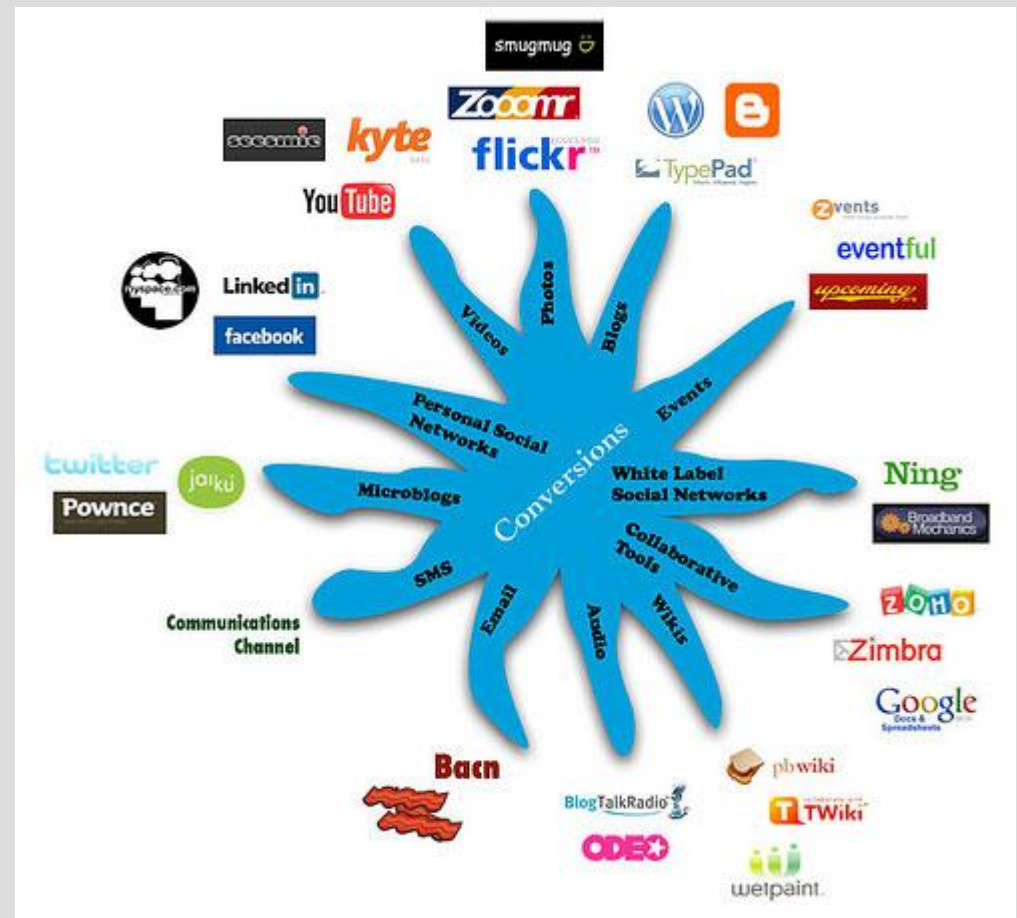 smugmug
Zooomr
flickr
TypePad
seesmic
kyte
YouTube
zvents
eventful
upcoming
myspace.com
Linked in
facebook
twitter
jaiku
Pownce
Photos
Blogs
Videos
Events
Personal Social
Networks
Conversions
White Label
Social Networks
Microblogs
Collaborative
Tools
SMS
Email
Audio
Wikis
Ning
Broadband
Mechanics
Communications
Channel
ZOHO
Zimbra
Google
Docs &
Spreadsheets
Bacn
BlogTalkRadio
ODEO
pbwiki
TWiki
wetpaint